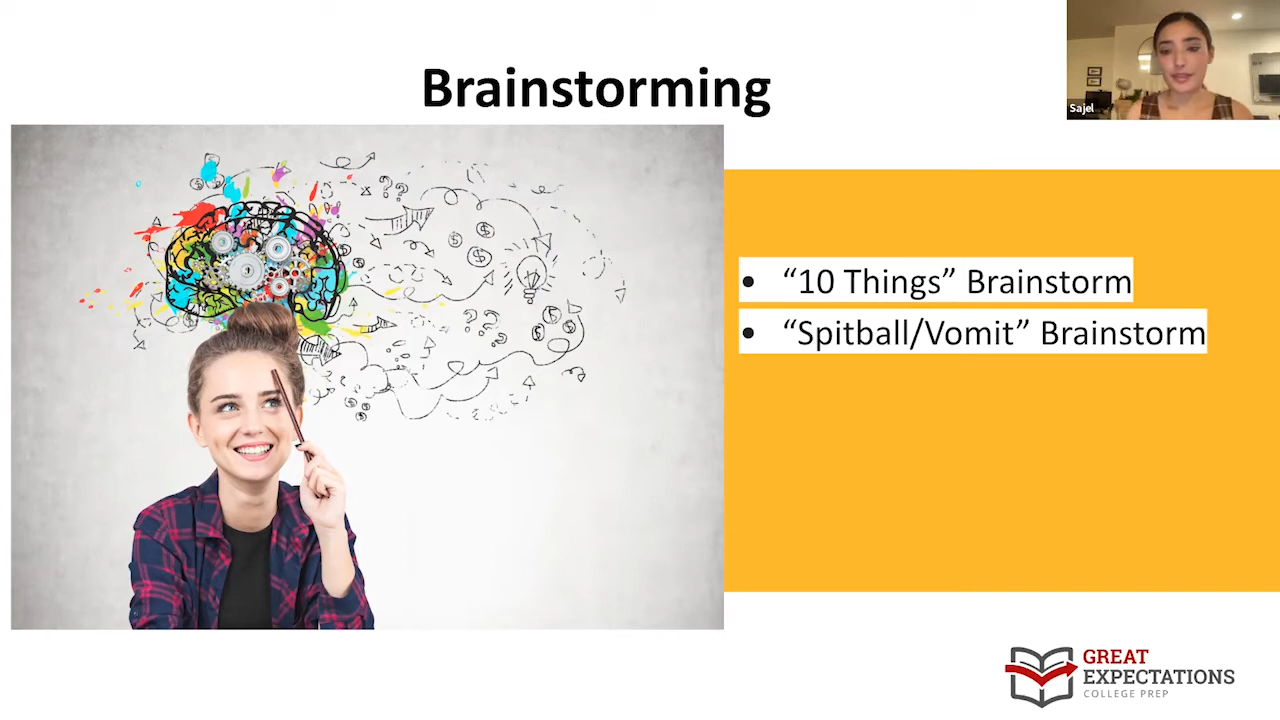 Brainstorming
Sajel
• “10 Things” Brainstorm
• “Spitball/Vomit” Brainstorm
GREAT
EXPECTATIONS
COLLEGE PREP